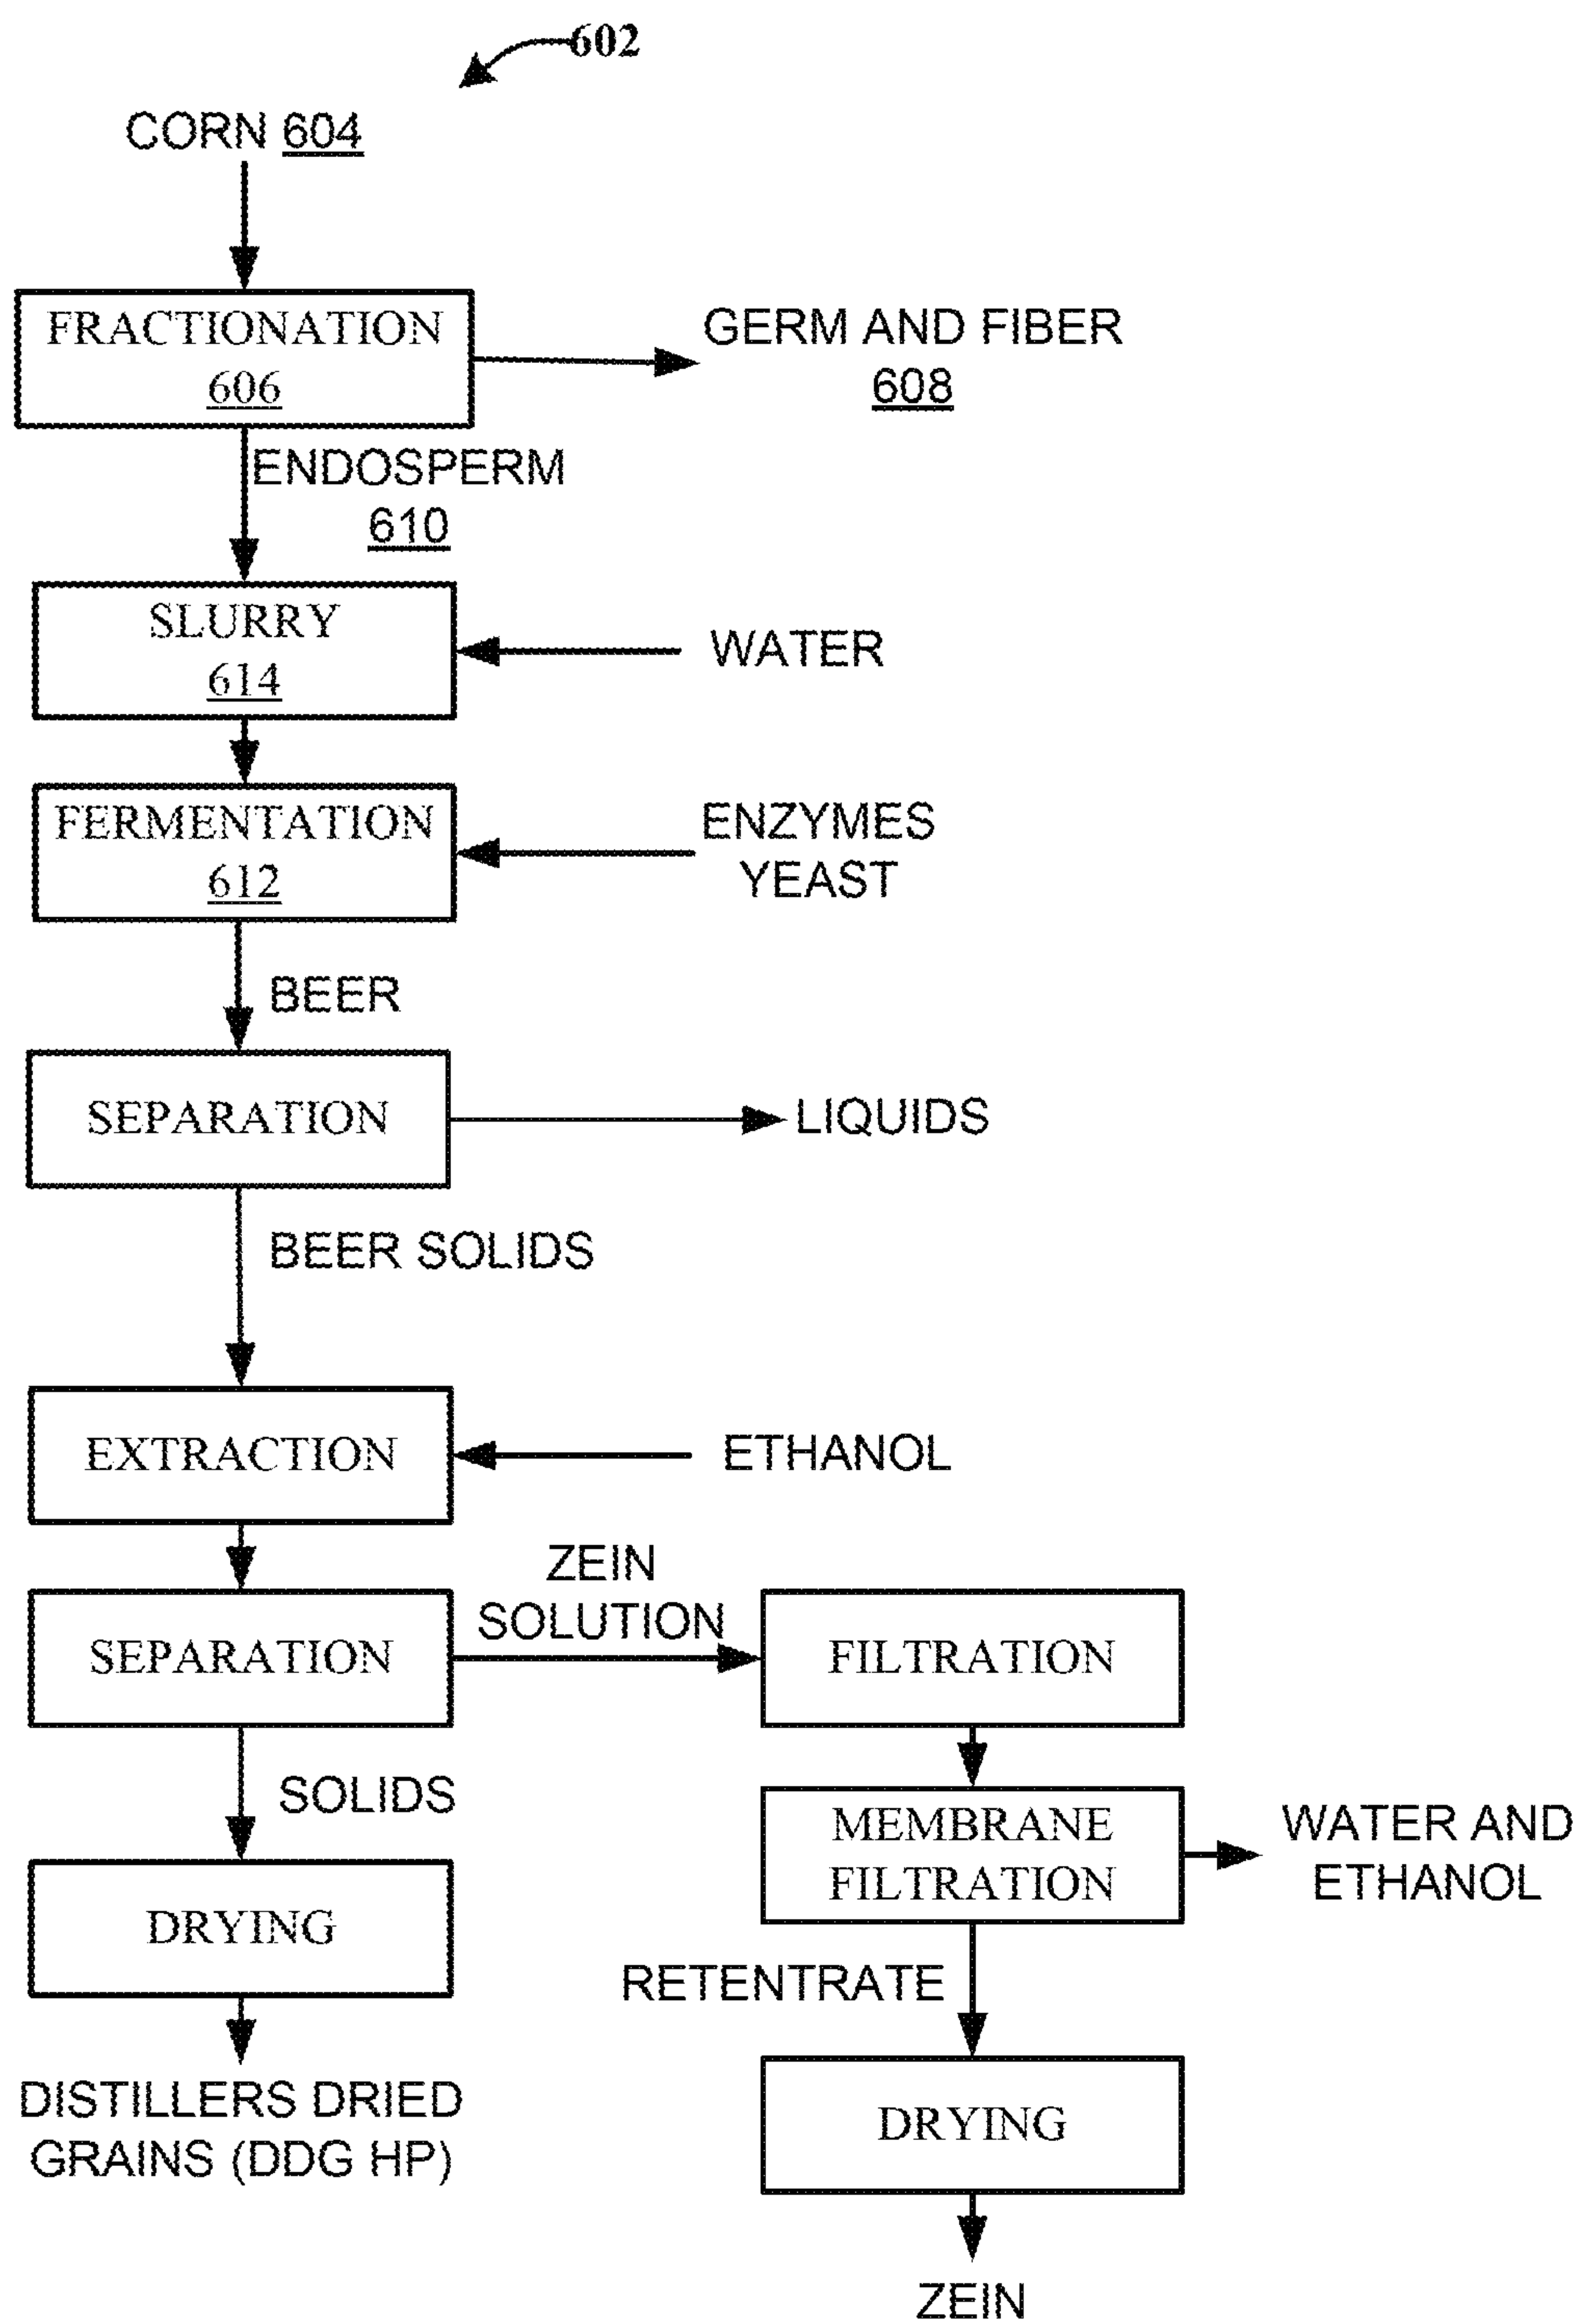 602
CORN 604
FRACTIONATION
606
GERM AND FIBER
608
ENDOSPERM
610
SLURRY
614
WATER
FERMENTATION
612
ENZYMES
YEAST
BEER
SEPARATION
LIQUIDS
BEER SOLIDS
EXTRACTION
ETHANOL
SEPARATION
ZEIN
SOLUTION
FILTRATION
SOLIDS
MEMBRANE
FILTRATION
WATER AND
ETHANOL
DRYING
RETENTRATE
DISTILLERS DRIED
GRAINS (DDG HP)
DRYING
ZEIN